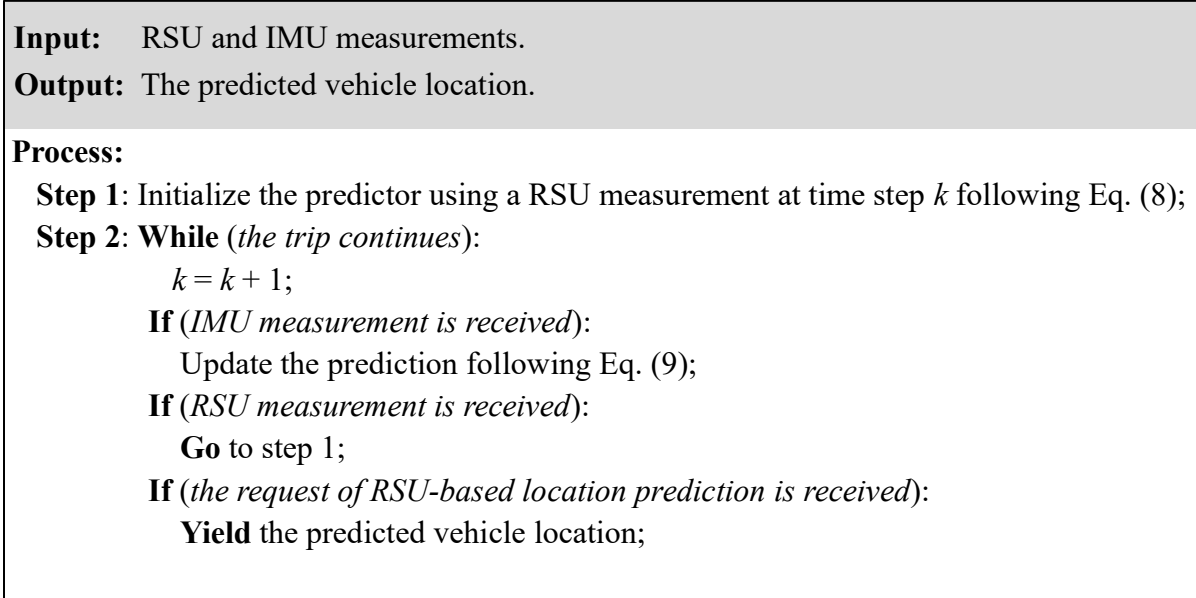 Input: RSU and IMU measurements.
Output: The predicted vehicle location.
Process:
Step 1: Initialize the predictor using a RSU measurement at time step k following Eq. (8);
Step 2: While (the trip continues):
k = k + 1;
If (IMU measurement is received):
Update the prediction following Eq. (9);
If (RSU measurement is received):
Go to step 1;
If (the request of RSU-based location prediction is received):
Yield the predicted vehicle location;